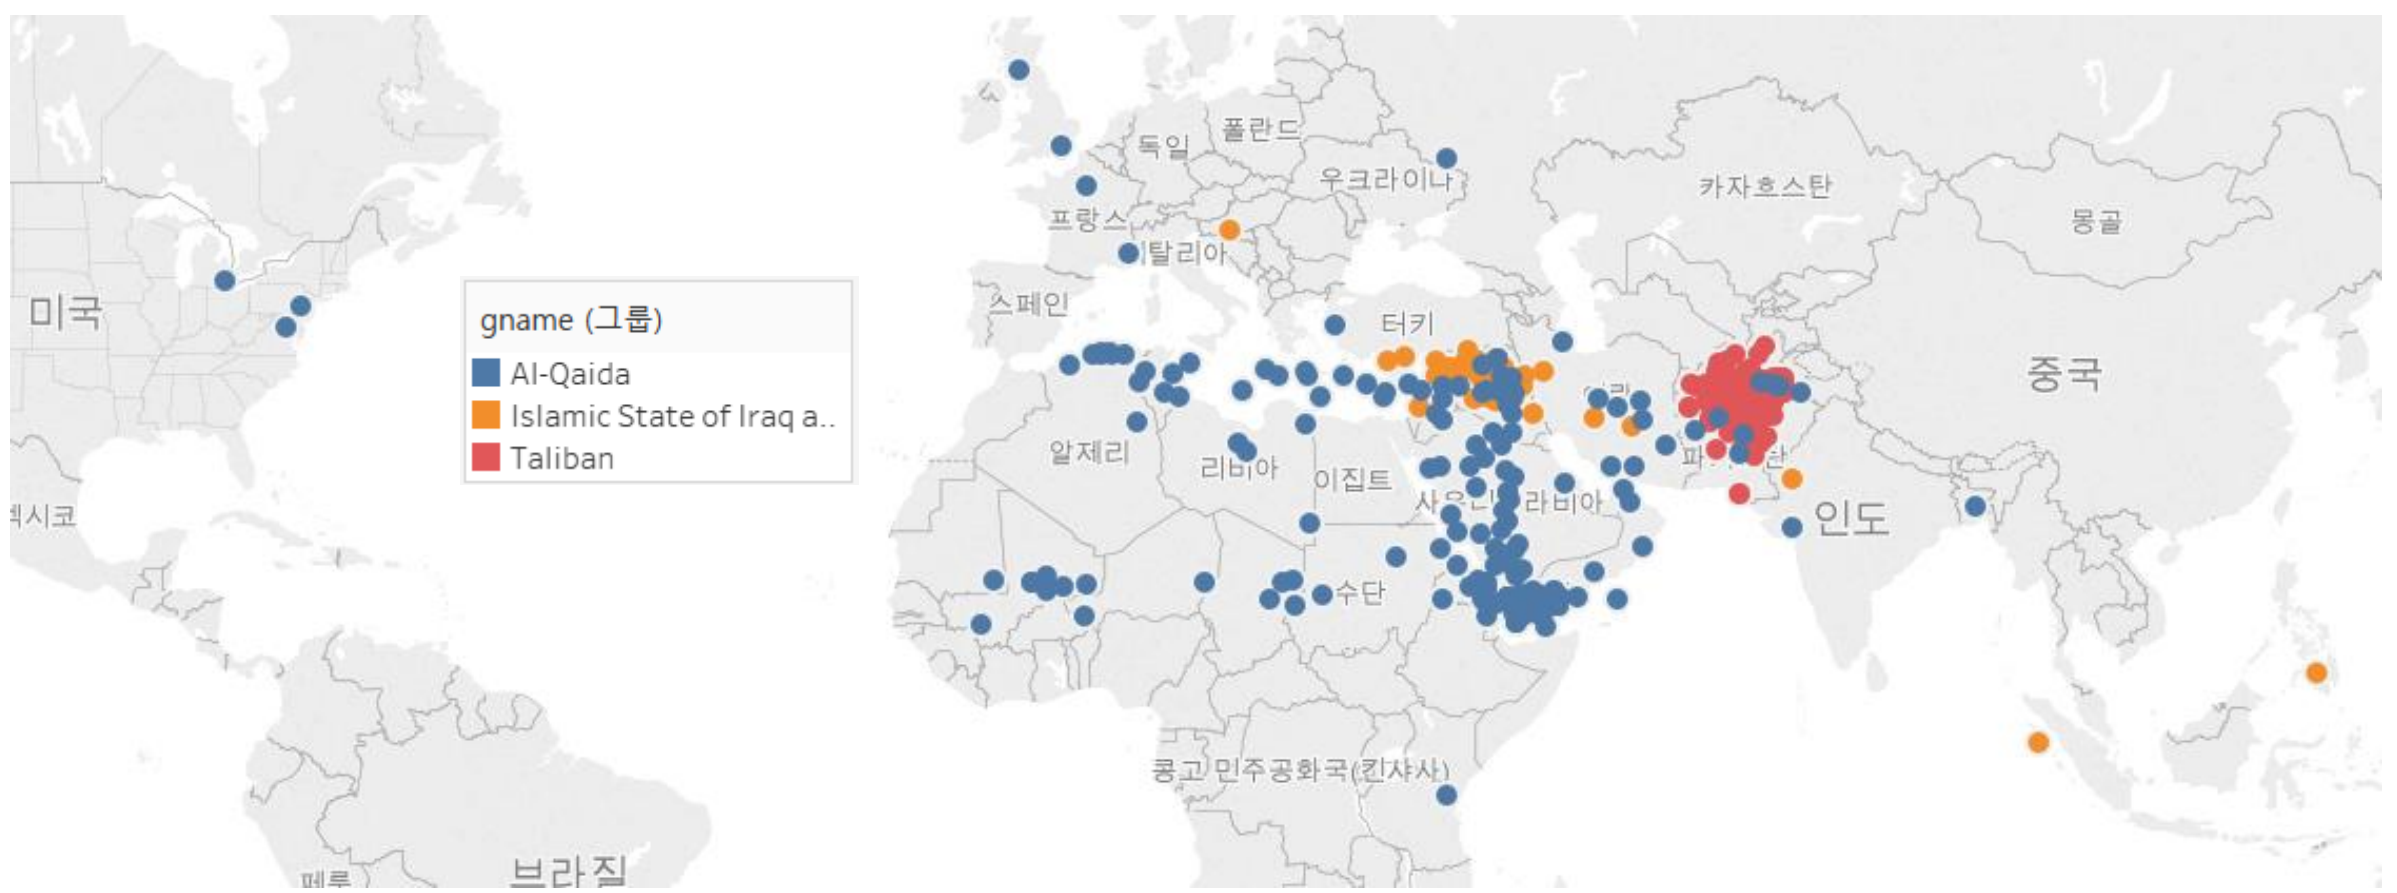 독일
폴란드
우크라이나
카자흐스탄
몽골
프랑스
탈리아
스페인
터키
미국
중국
gname (그룹)
Al-Qaida
Islamic State of Iraq a..
Taliban
알제리
리비아
이집트
인도
수단
콩고 민주공화국(킨샤사)
브라질
페루